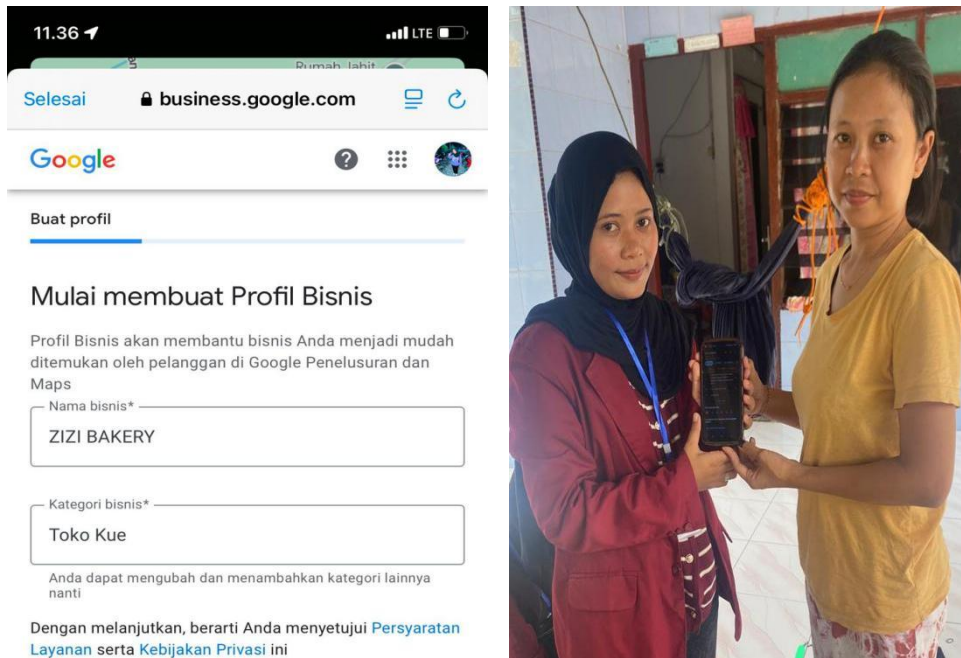 11.36
LTE
Rumah Jahit
Selesai
business.google.com
Google
Buat profil
Mulai membuat Profil Bisnis
Profil Bisnis akan membantu bisnis Anda menjadi mudah
ditemukan oleh pelanggan di Google Penelusuran dan
Maps
Nama bisnis*
ZIZI BAKERY
Kategori bisnis*
Toko Kue
Anda dapat mengubah dan menambahkan kategori lainnya
nanti
Dengan melanjutkan, berarti Anda menyetujui Persyaratan
Layanan serta Kebijakan Privasi ini